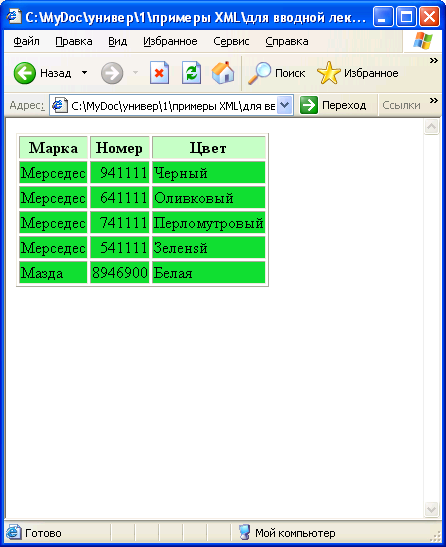 C:\MyDoc\универ\1\примеры XML\для вводной лек...
Файл Правка Вид Избранное Сервис Справка
Назад Поиск Избранное »
Адрес: C:\MyDoc\универ\1\примеры XML\для вв Переход Ссылки »
Марка Номер Цвет
Мерседес 941111 Черный
Мерседес 641111 Оливковый
Мерседес 741111 Перломутровый
Мерседес 541111 Зеленѕй
Мазда 8946900 Белая
Готово Мой компьютер